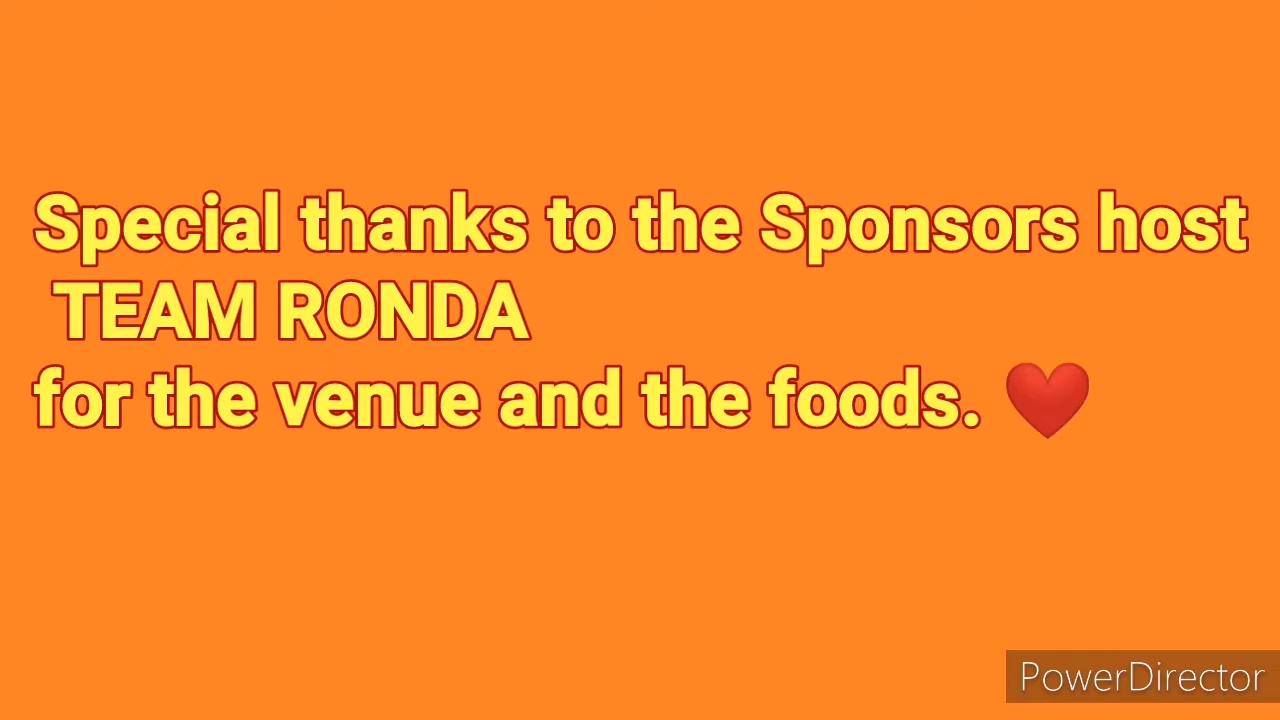 Special thanks to the Sponsors host
TEAM RONDA
for the venue and the foods. ❤️
PowerDirector